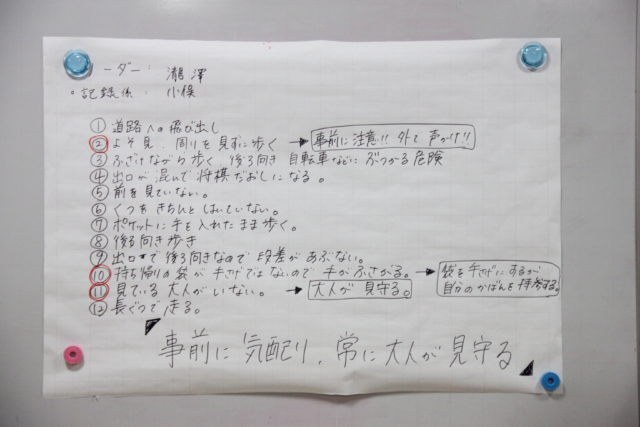 ーダー: 瀧澤
・記録係: 小俣
① 道路への飛び出し
② よそ見、周りを見ずに歩く → 事前に注意!! 外で声かけ!!
③ ふざけながら歩く、後ろ向き 自転車などにぶつかる危険
④ 出口が混んで将棋だおしになる。
⑤ 前を見ていない。
⑥ くつをきちんとはいていない。
⑦ ポケットに手を入れたまま歩く。
⑧ 後ろ向き歩き
⑨ 出口まで後ろ向きなので段差があぶない。
⑩ 持ち帰りの袋が手さげではないので手がふさがる。 → 袋を手さげにするか
自分のかばんを持参する。
⑪ 見ている大人がいない。 → 大人が見守る。
⑫ 長ぐつで走る。
事前に気配り、常に大人が見守る